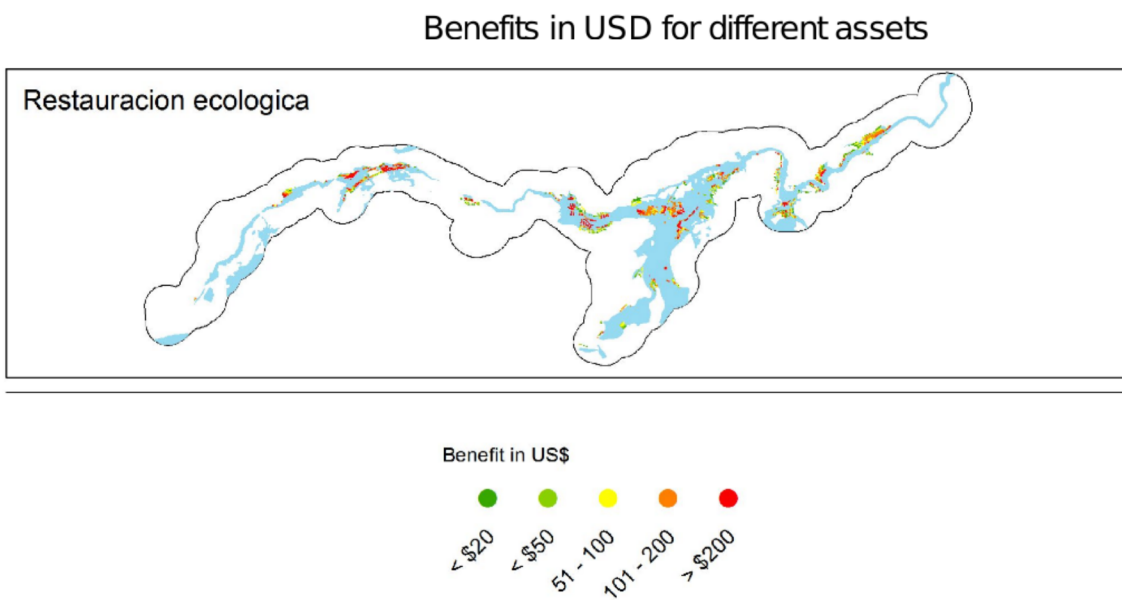 Benefits in USD for different assets
Restauracion ecologica
Benefit in US$
< $20
< $50
51 - 100
101 - 200
> $200